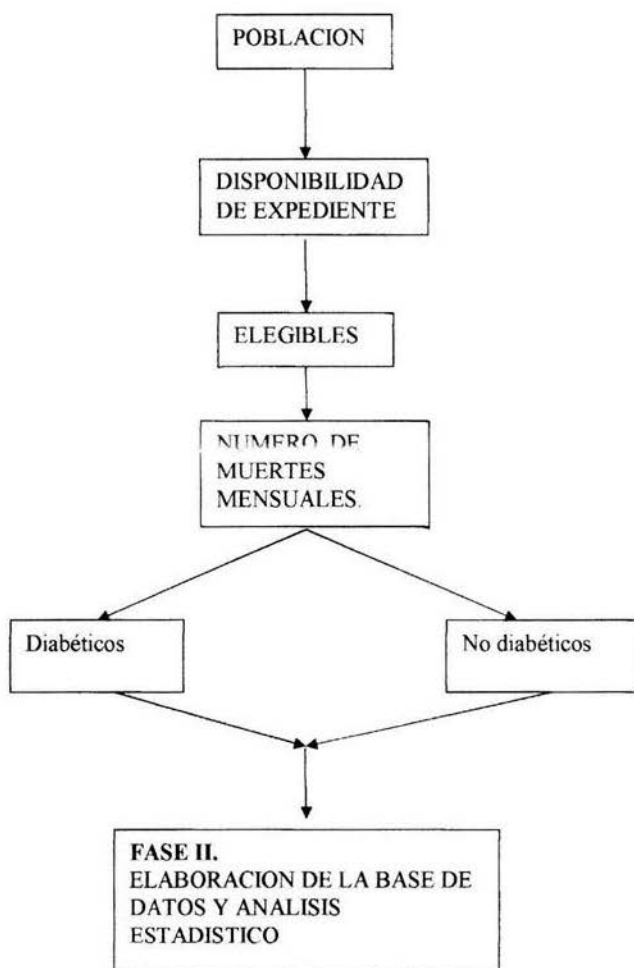 POBLACION
DISPONIBILIDAD
DE EXPEDIENTE
ELEGIBLES
NUMERO DE
MUERTES
MENSUALES.
Diabéticos
No diabéticos
FASE II.
ELABORACION DE LA BASE DE
DATOS Y ANALISIS
ESTADISTICO